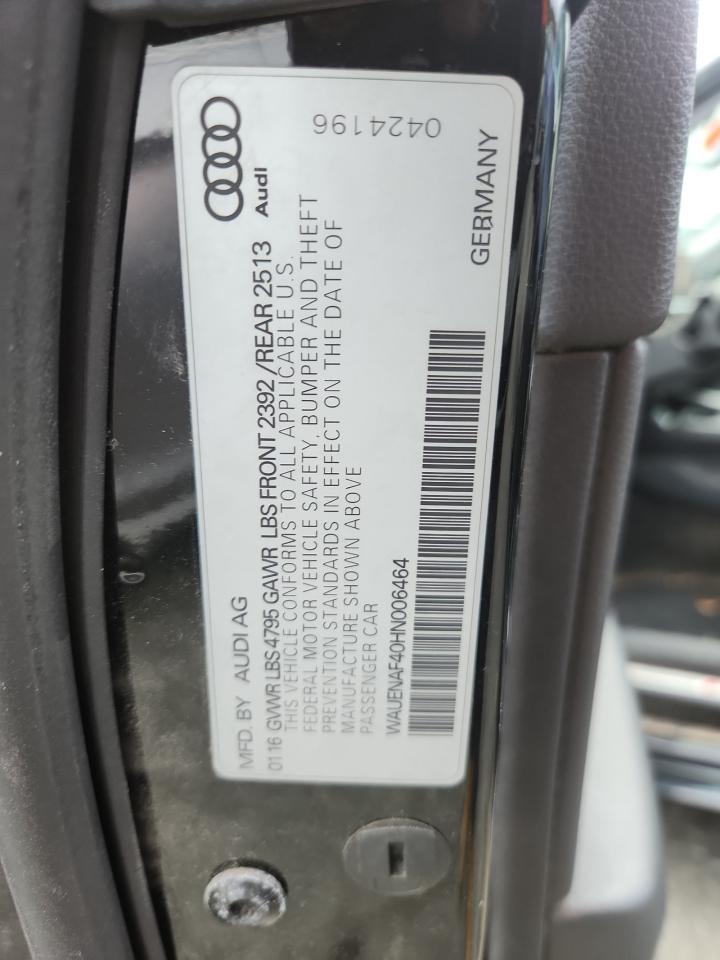 MFD. BY AUDI AG
01 16 GVWR LBS 4795 GAWR LBS FRONT 2392 /REAR 2513
THIS VEHICLE CONFORMS TO ALL APPLICABLE U.S.
FEDERAL MOTOR VEHICLE SAFETY, BUMPER AND THEFT
PREVENTION STANDARDS IN EFFECT ON THE DATE OF
MANUFACTURE SHOWN ABOVE
PASSENGER CAR
WAUENAF40HN006464
Audi
GERMANY
0424196